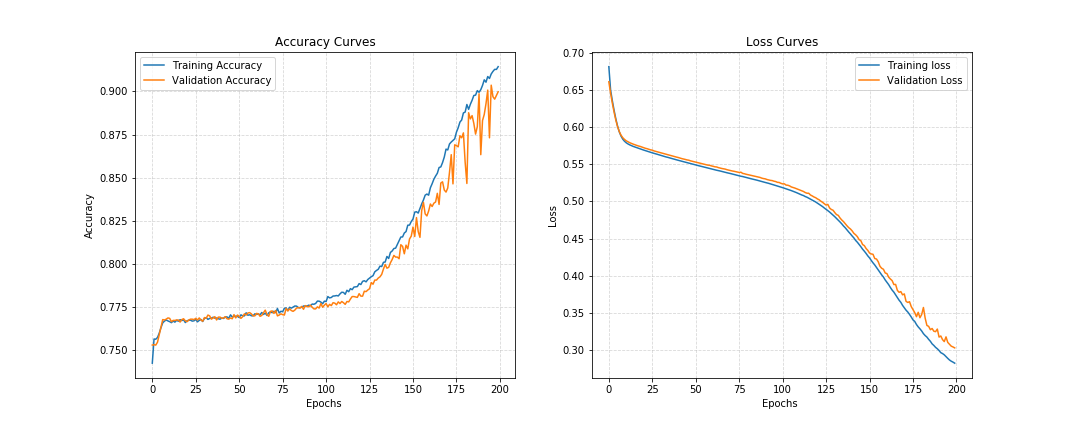 Accuracy Curves
Training Accuracy
Validation Accuracy
0.900
0.875
0.850
0.825
0.800
0.775
0.750
Accuracy
0 25 50 75 100 125 150 175 200
Epochs
Loss Curves
Training loss
Validation Loss
0.70
0.65
0.60
0.55
0.50
0.45
0.40
0.35
0.30
Loss
0 25 50 75 100 125 150 175 200
Epochs